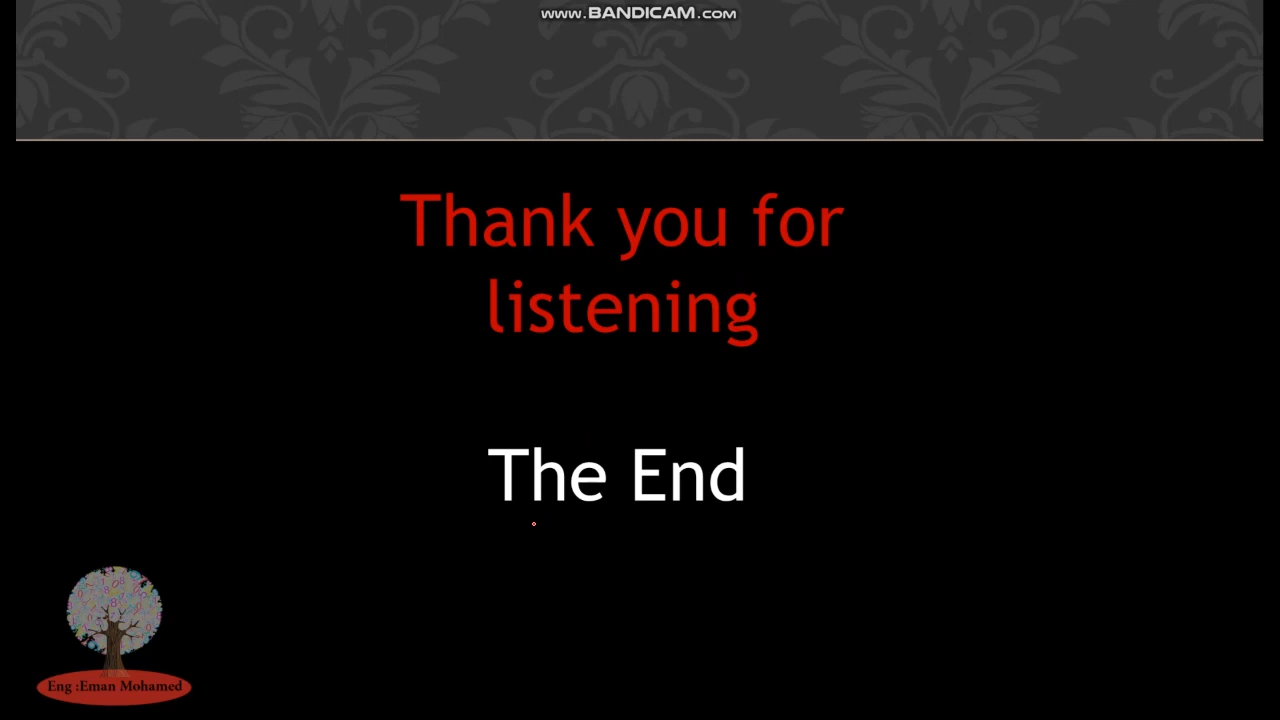 www.BANDICAM.com
Thank you for
listening
The End
Eng :Eman Mohamed